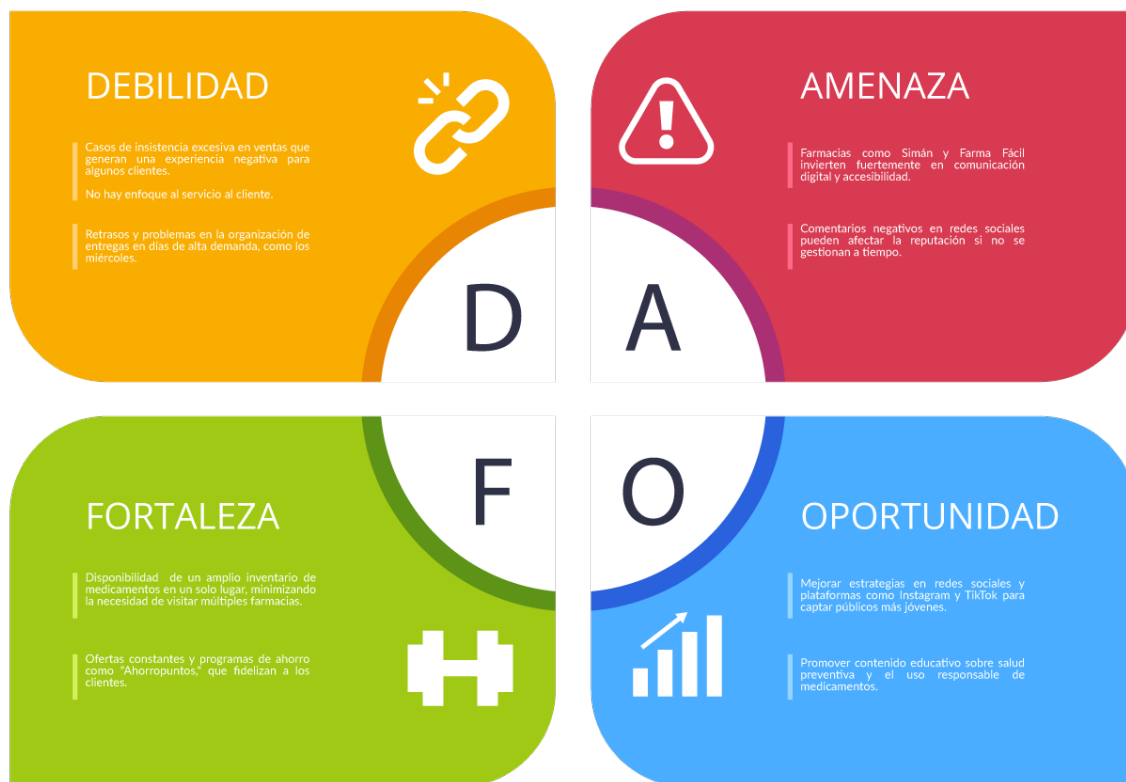 DEBILIDAD
Casos de insistencia excesiva en ventas que
generan una experiencia negativa para
algunos clientes.
No hay enfoque al servicio al cliente.
Retrasos y problemas en la organización de
entregas en días de alta demanda, como los
miércoles.
D
AMENAZA
Farmacias como Simán y Farma Fácil
invierten fuertemente en comunicación
digital y accesibilidad.
Comentarios negativos en redes sociales
pueden afectar la reputación si no se
gestionan a tiempo.
A
FORTALEZA
Disponibilidad de un amplio inventario de
medicamentos en un solo lugar, minimizando
la necesidad de visitar múltiples farmacias.
Ofertas constantes y programas de ahorro
como "Ahorropuntos," que fidelizan a los
clientes.
F
OPORTUNIDAD
Mejorar estrategias en redes sociales y
plataformas como Instagram y TikTok para
captar públicos más jóvenes.
Promover contenido educativo sobre salud
preventiva y el uso responsable de
medicamentos.
O